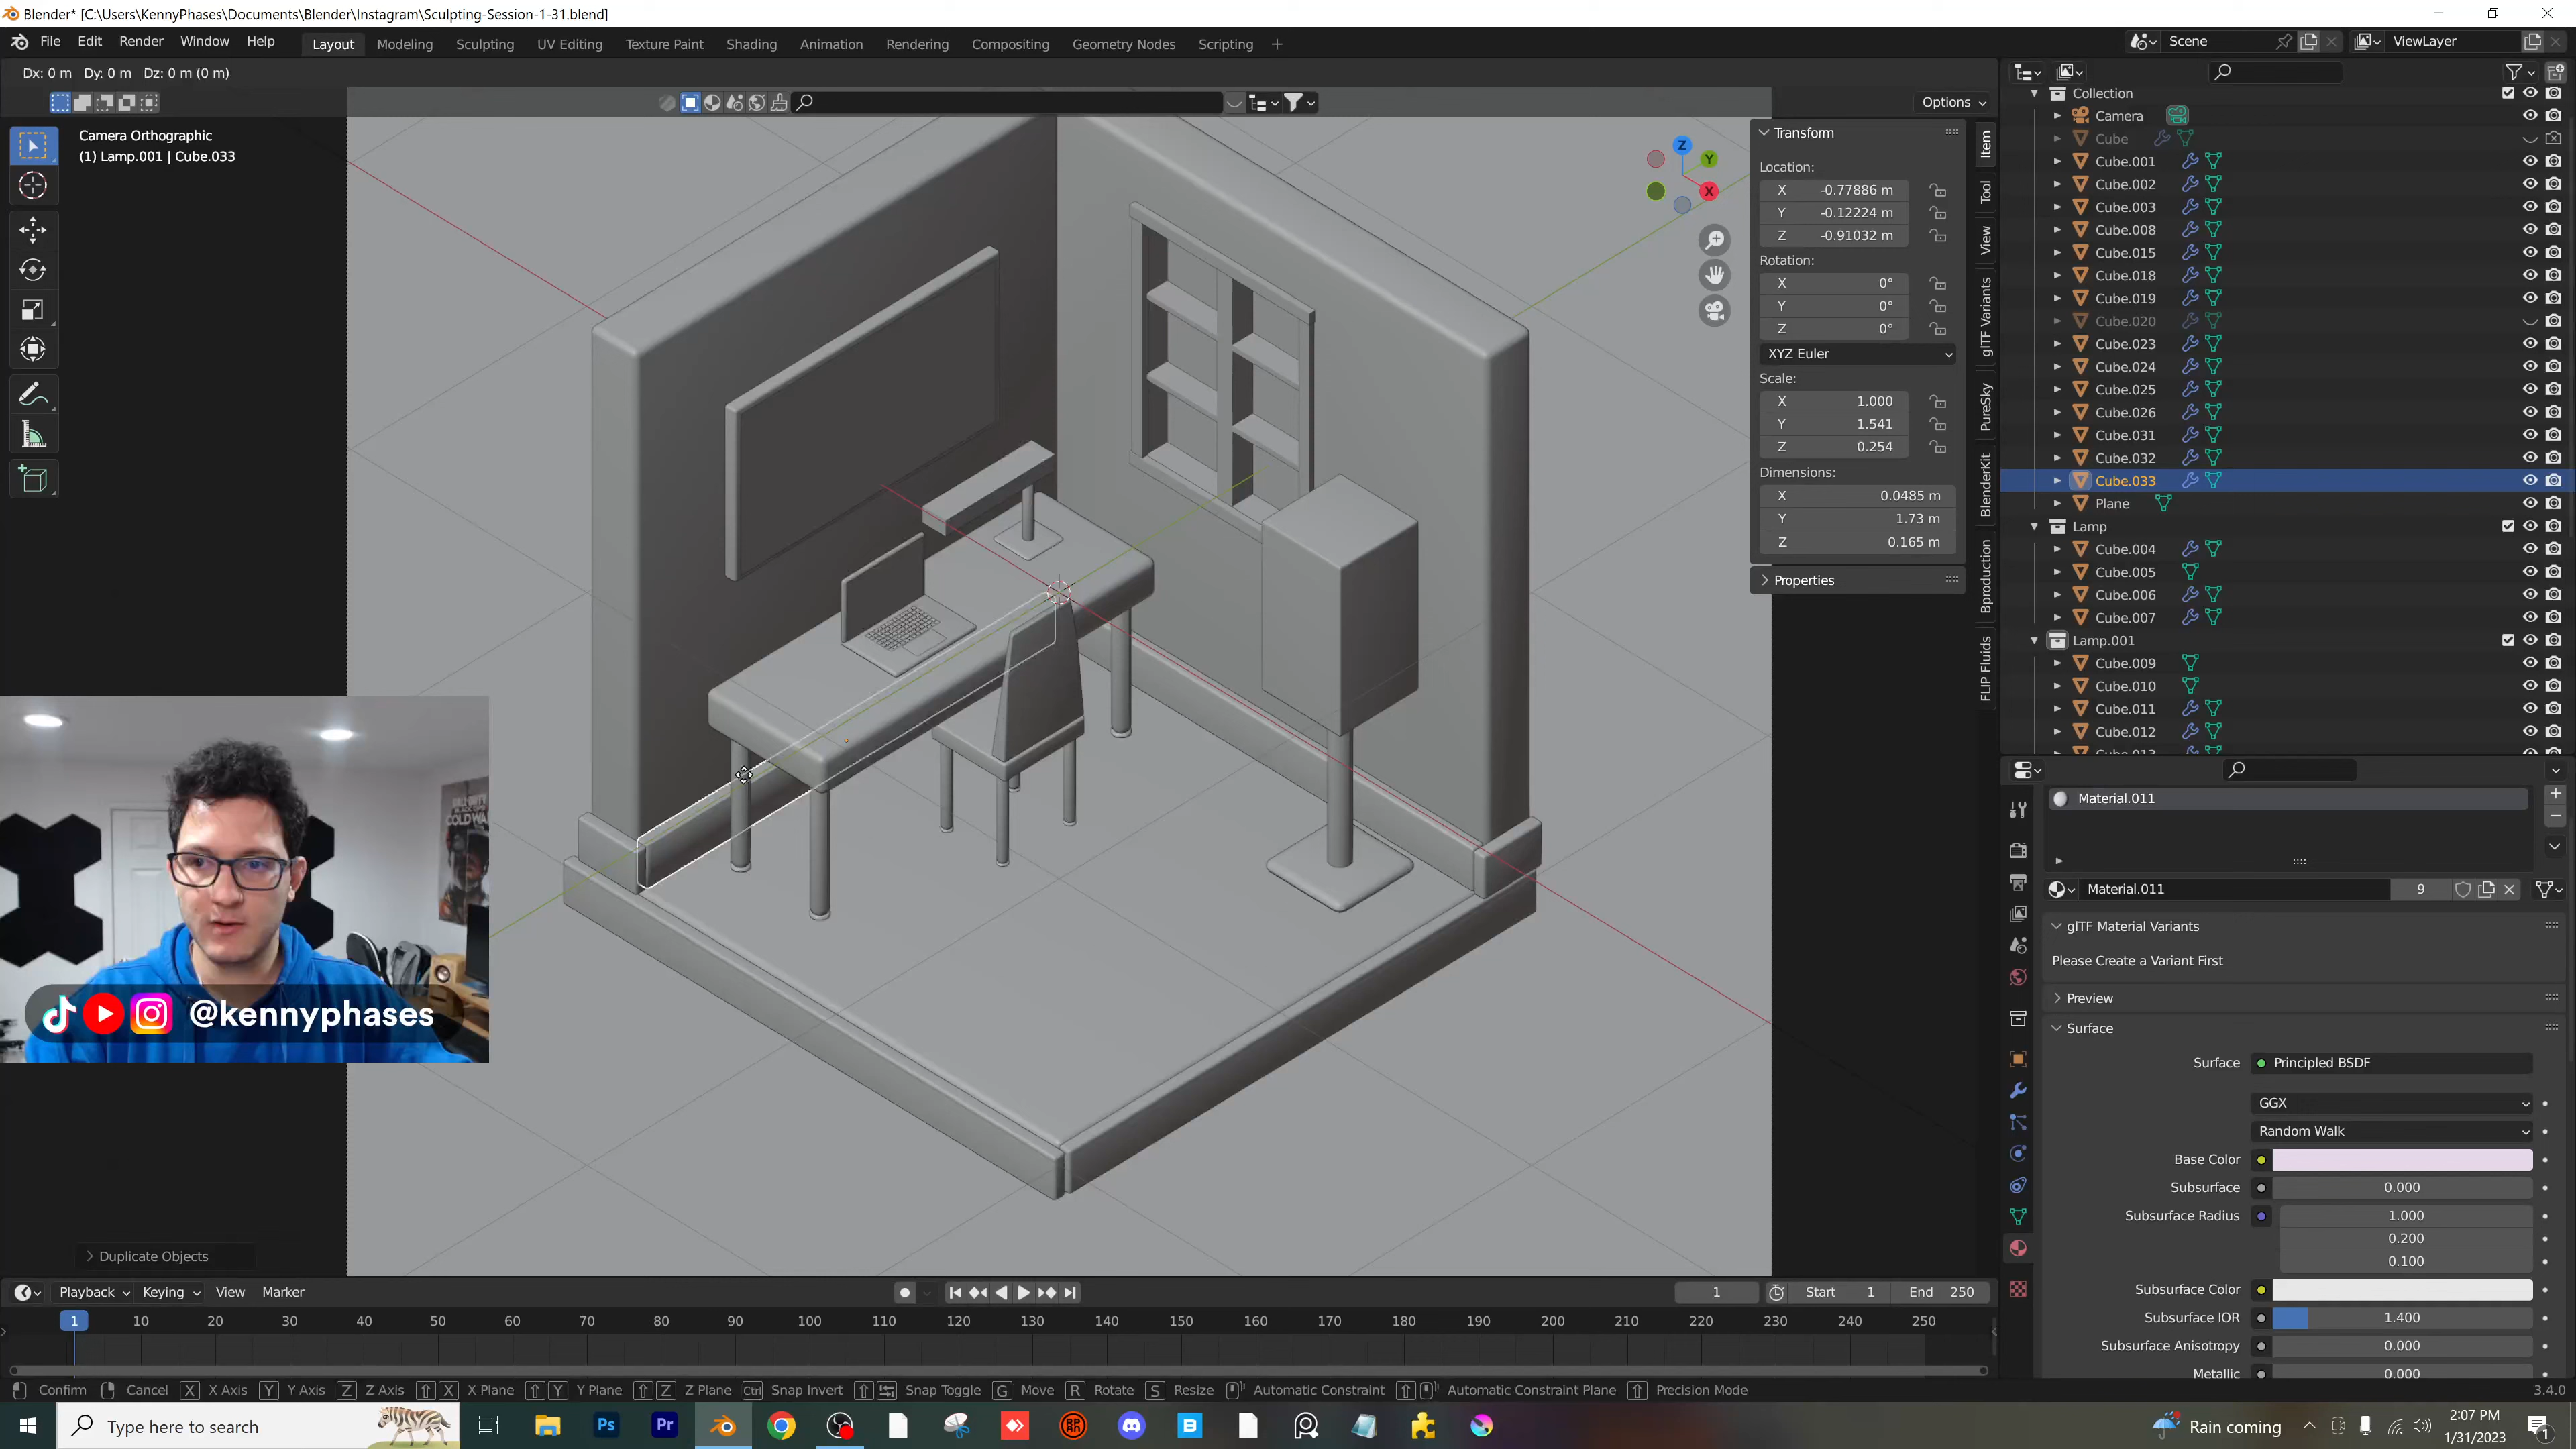 Blender* [C:\Users\KennyPhases\Documents\Blender\Instagram\Sculpting-Session-1-31.blend]
File Edit Render Window Help Layout Modeling Sculpting UV Editing Texture Paint Shading Animation Rendering Compositing Geometry Nodes Scripting + Scene ViewLayer
Dx: 0 m Dy: 0 m Dz: 0 m (0 m)
Options
Camera Orthographic
(1) Lamp.001 | Cube.033
Z
Y
X
Transform
Location:
X -0.77886 m
Y -0.12224 m
Z -0.91032 m
Rotation:
X 0°
Y 0°
Z 0°
XYZ Euler
Scale:
X 1.000
Y 1.541
Z 0.254
Dimensions:
X 0.0485 m
Y 1.73 m
Z 0.165 m
Properties
Item
Tool
View
glTF Variants
PureSky
BlenderKit
Bproduction
FLIP Fluids
Collection
Camera
Cube
Cube.001
Cube.002
Cube.003
Cube.008
Cube.015
Cube.018
Cube.019
Cube.020
Cube.023
Cube.024
Cube.025
Cube.026
Cube.031
Cube.032
Cube.033
Plane
Lamp
Cube.004
Cube.005
Cube.006
Cube.007
Lamp.001
Cube.009
Cube.010
Cube.011
Cube.012
Cube.013
Material.011
Material.011 9
glTF Material Variants
Please Create a Variant First
Preview
Surface
Surface Principled BSDF
GGX
Random Walk
Base Color
Subsurface 0.000
Subsurface Radius 1.000
0.200
0.100
Subsurface Color
Subsurface IOR 1.400
Subsurface Anisotropy 0.000
Metallic 0.000
@kennyphases
Duplicate Objects
Playback Keying View Marker 1 Start 1 End 250
1 10 20 30 40 50 60 70 80 90 100 110 120 130 140 150 160 170 180 190 200 210 220 230 240 250
Confirm Cancel X X Axis Y Y Axis Z Z Axis X X Plane Y Y Plane Z Z Plane Ctrl Snap Invert Snap Toggle G Move R Rotate S Resize Automatic Constraint Automatic Constraint Plane Precision Mode 3.4.0
Type here to search
Ps
Pr
B
Rain coming
2:07 PM
1/31/2023
1